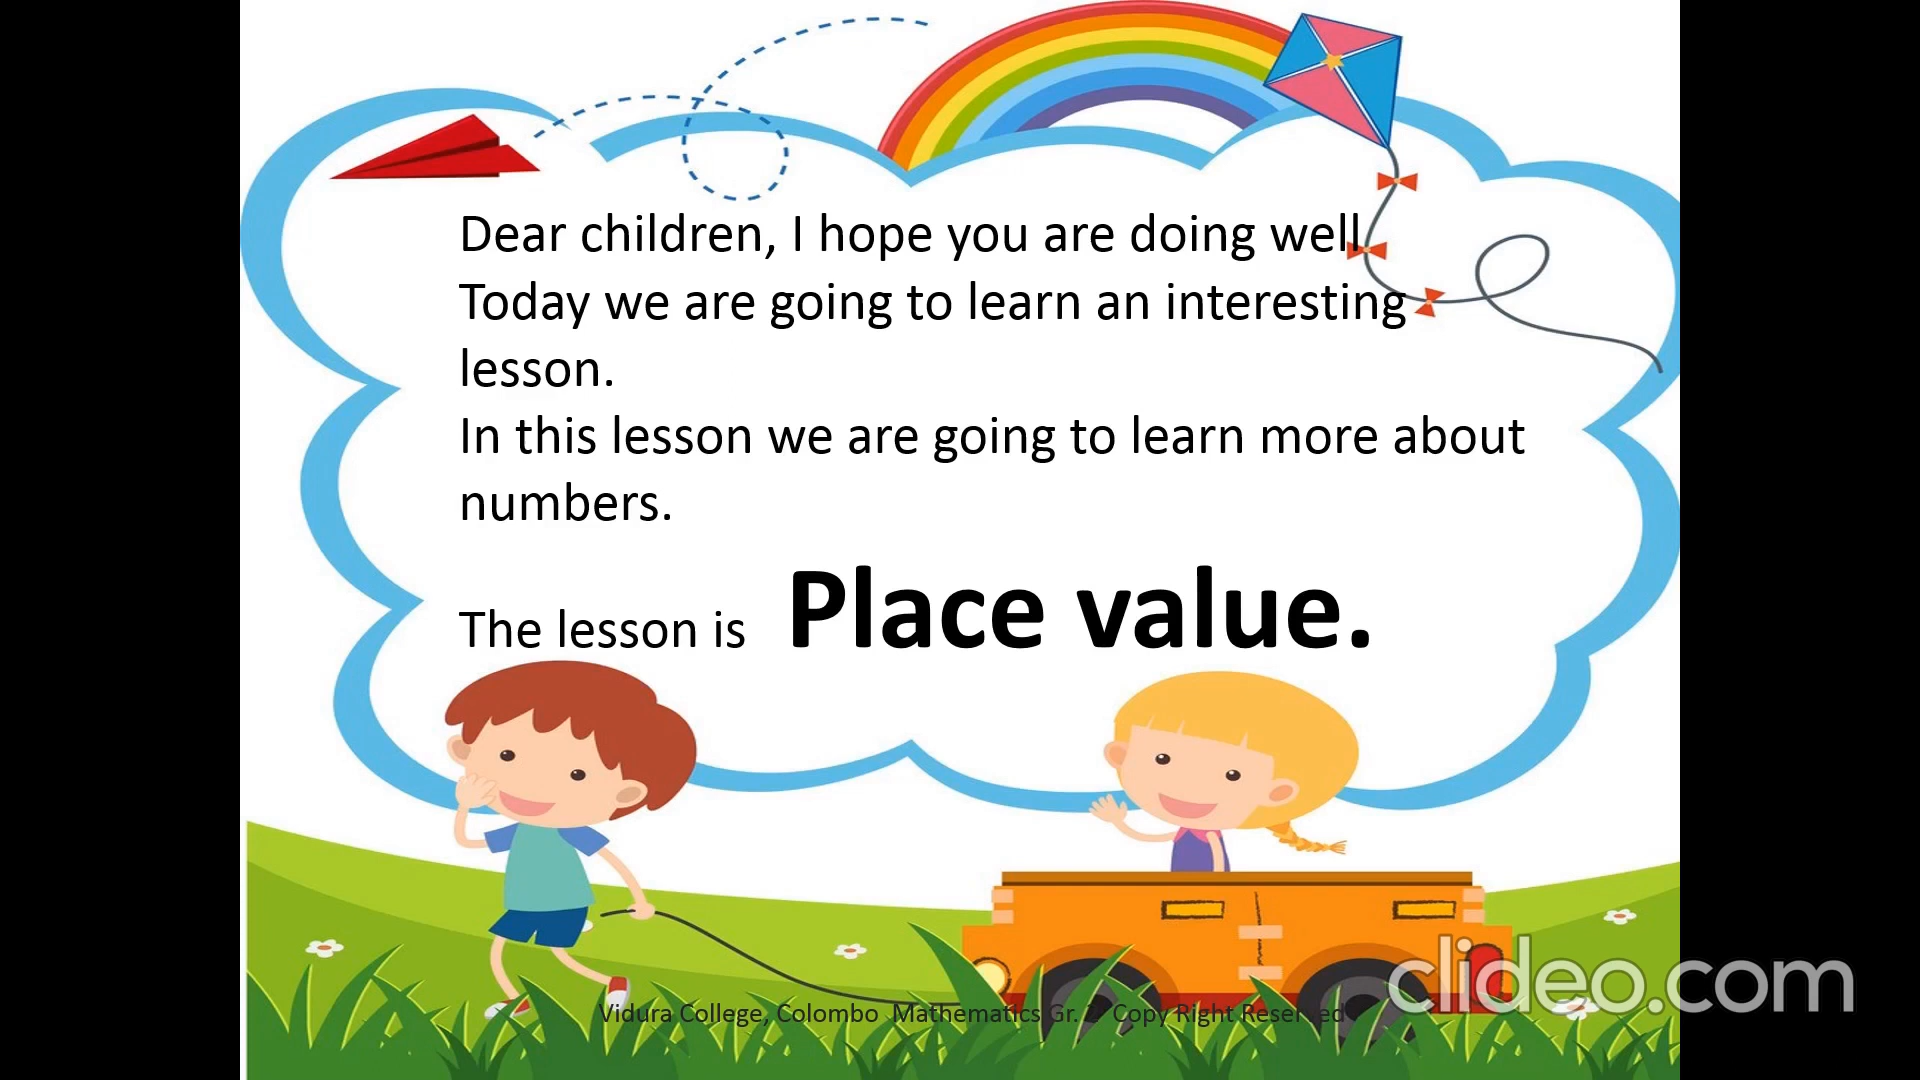 Dear children, I hope you are doing well
Today we are going to learn an interesting
lesson.
In this lesson we are going to learn more about
numbers.
The lesson is Place value.
Vidura College, Colombo Mathematics Gr. 2 Copy Right Reserved
clideo.com